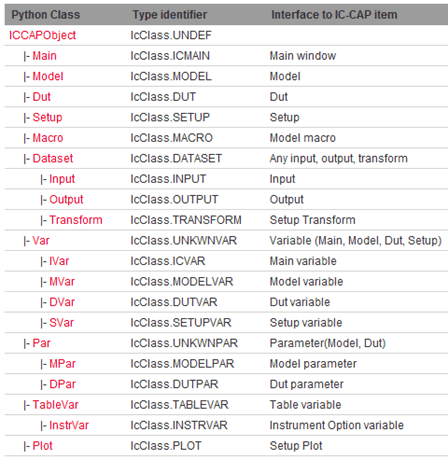 Python Class Type identifier Interface to IC-CAP item
ICCAPObject IcClass.UNDEF
|- Main IcClass.ICMAIN Main window
|- Model IcClass.MODEL Model
|- Dut IcClass.DUT Dut
|- Setup IcClass.SETUP Setup
|- Macro IcClass.MACRO Model macro
|- Dataset IcClass.DATASET Any input, output, transform
|- Input IcClass.INPUT Input
|- Output IcClass.OUTPUT Output
|- Transform IcClass.TRANSFORM Setup Transform
|- Var IcClass.UNKWNVAR Variable (Main, Model, Dut, Setup)
|- IVar IcClass.ICVAR Main variable
|- MVar IcClass.MODELVAR Model variable
|- DVar IcClass.DUTVAR Dut variable
|- SVar IcClass.SETUPVAR Setup variable
|- Par IcClass.UNKWNPAR Parameter(Model, Dut)
|- MPar IcClass.MODELPAR Model parameter
|- DPar IcClass.DUTPAR Dut parameter
|- TableVar IcClass.TABLEVAR Table variable
|- InstrVar IcClass.INSTRVAR Instrument Option variable
|- Plot IcClass.PLOT Setup Plot